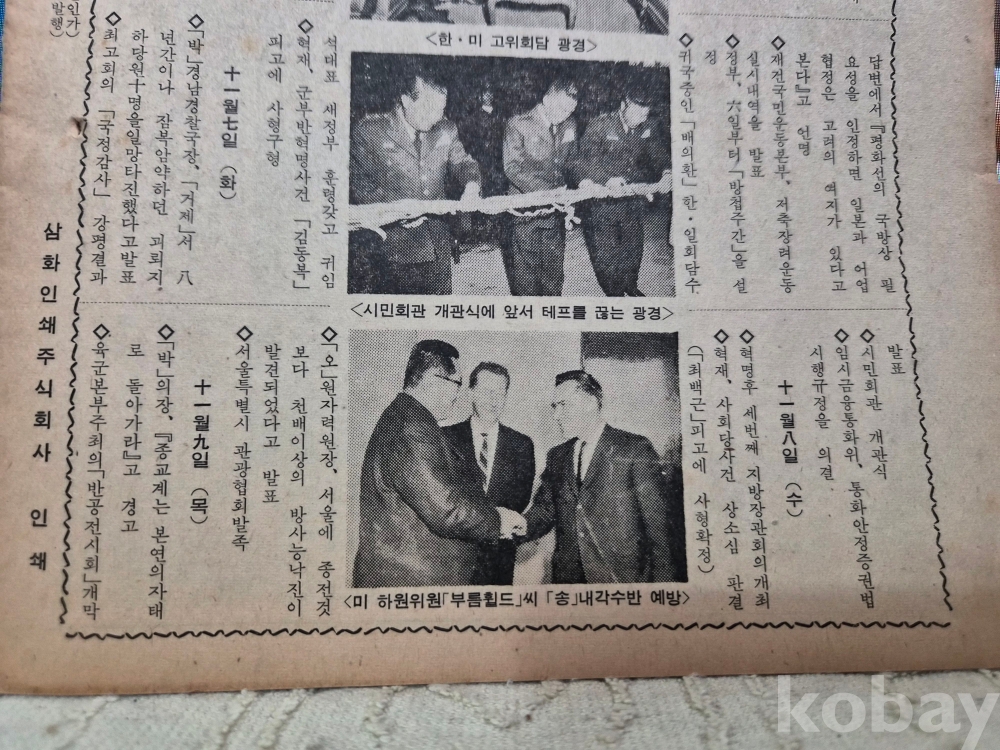 답변에서 『평화선의 국방상 필
요성을 인정하면 일본과 어업
협정은 고려의 여지가 있다고
본다』고 언명
◇재건국민운동본부, 저축장려운동
실시내역을 발표
◇정부, 六일부터 「방첩주간」을 설
정
◇귀국중인 「배의환」 한·일회담수
<한·미 고위회담 광경>
<시민회관 개관식에 앞서 테프를 끊는 광경>
석대표 새정부 훈령갖고 귀임
◇혁재, 군부반혁명사건 「김동복」
피고에 사형구형
十一月七일 (화)
◇「박」경남경찰국장, 「거제」서 八
년간이나 잠복암약하던 괴뢰지
하당원十명을일망타진했다고발표
◇최고회의 「국정감사」 강평결과
발표
◇시민회관 개관식
◇임시금융통화위, 통화안정증권법
시행규정을 의결
十一月八일 (수)
◇혁명후 세번째 지방장관회의개최
◇혁재, 사회당사건 상소심 판결
(「최백근」피고에 사형확정)
<미 하원위원「부름휠드」씨 「송」내각수반 예방>
◇「오」원자력원장, 서울에 종전것
보다 천배이상의 방사능낙진이
발견되었다고 발표
◇서울특별시 관광협회발족
十一月九일 (목)
◇「박」의장, 『종교계는 본연의자태
로 돌아가라』고 경고
◇육군본부주최의「반공전시회」개막
삼화인쇄주식회사 인쇄
인가
발행)
kobay